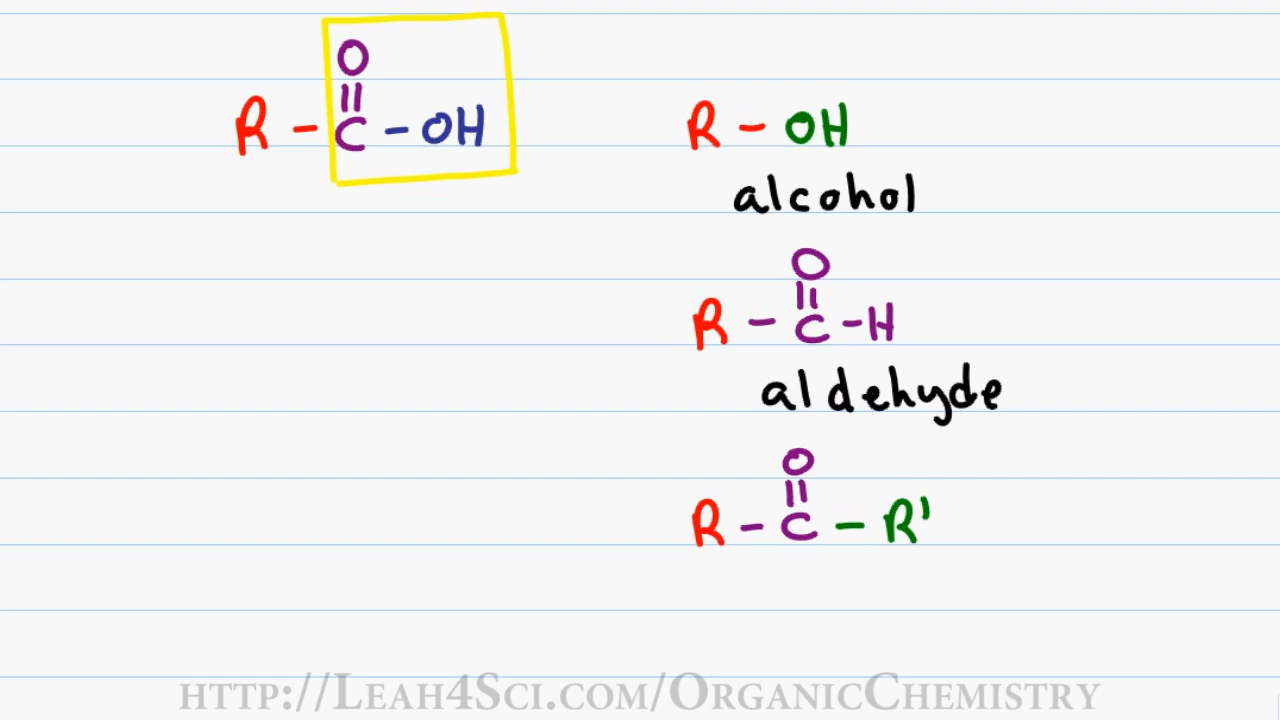 O
||
R - C - OH
R - OH
alcohol
O
||
R - C - H
aldehyde
O
||
R - C - R'
HTTP://LEAH4SCI.COM/ORGANICCHEMISTRY